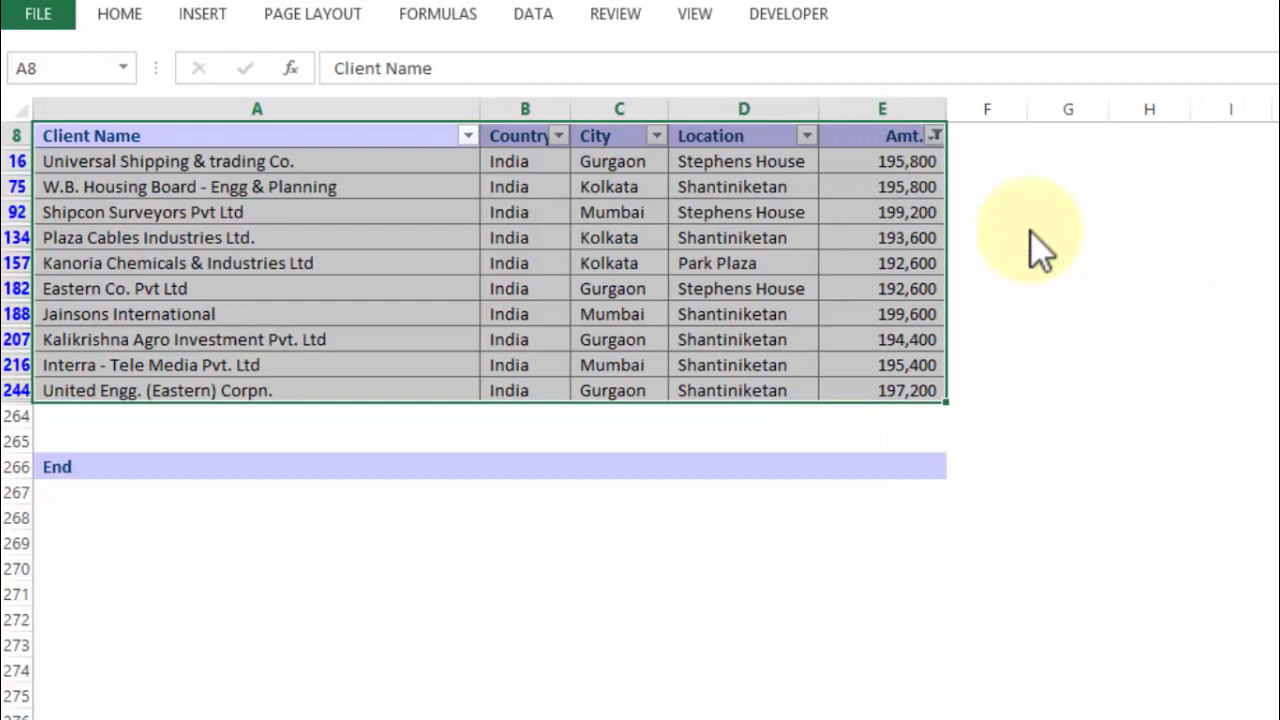 FILE HOME INSERT PAGE LAYOUT FORMULAS DATA REVIEW VIEW DEVELOPER
A8 fx Client Name
A B C D E F G H I
8 Client Name Country City Location Amt.
16 Universal Shipping & trading Co. India Gurgaon Stephens House 195,800
75 W.B. Housing Board - Engg & Planning India Kolkata Shantiniketan 195,800
92 Shipcon Surveyors Pvt Ltd India Mumbai Stephens House 199,200
134 Plaza Cables Industries Ltd. India Kolkata Shantiniketan 193,600
157 Kanoria Chemicals & Industries Ltd India Kolkata Park Plaza 192,600
182 Eastern Co. Pvt Ltd India Gurgaon Stephens House 192,600
188 Jainsons International India Mumbai Shantiniketan 199,600
207 Kalikrishna Agro Investment Pvt. Ltd India Gurgaon Shantiniketan 194,400
216 Interra - Tele Media Pvt. Ltd India Mumbai Shantiniketan 195,400
244 United Engg. (Eastern) Corpn. India Gurgaon Shantiniketan 197,200
264
265
266 End
267
268
269
270
271
272
273
274
275
276